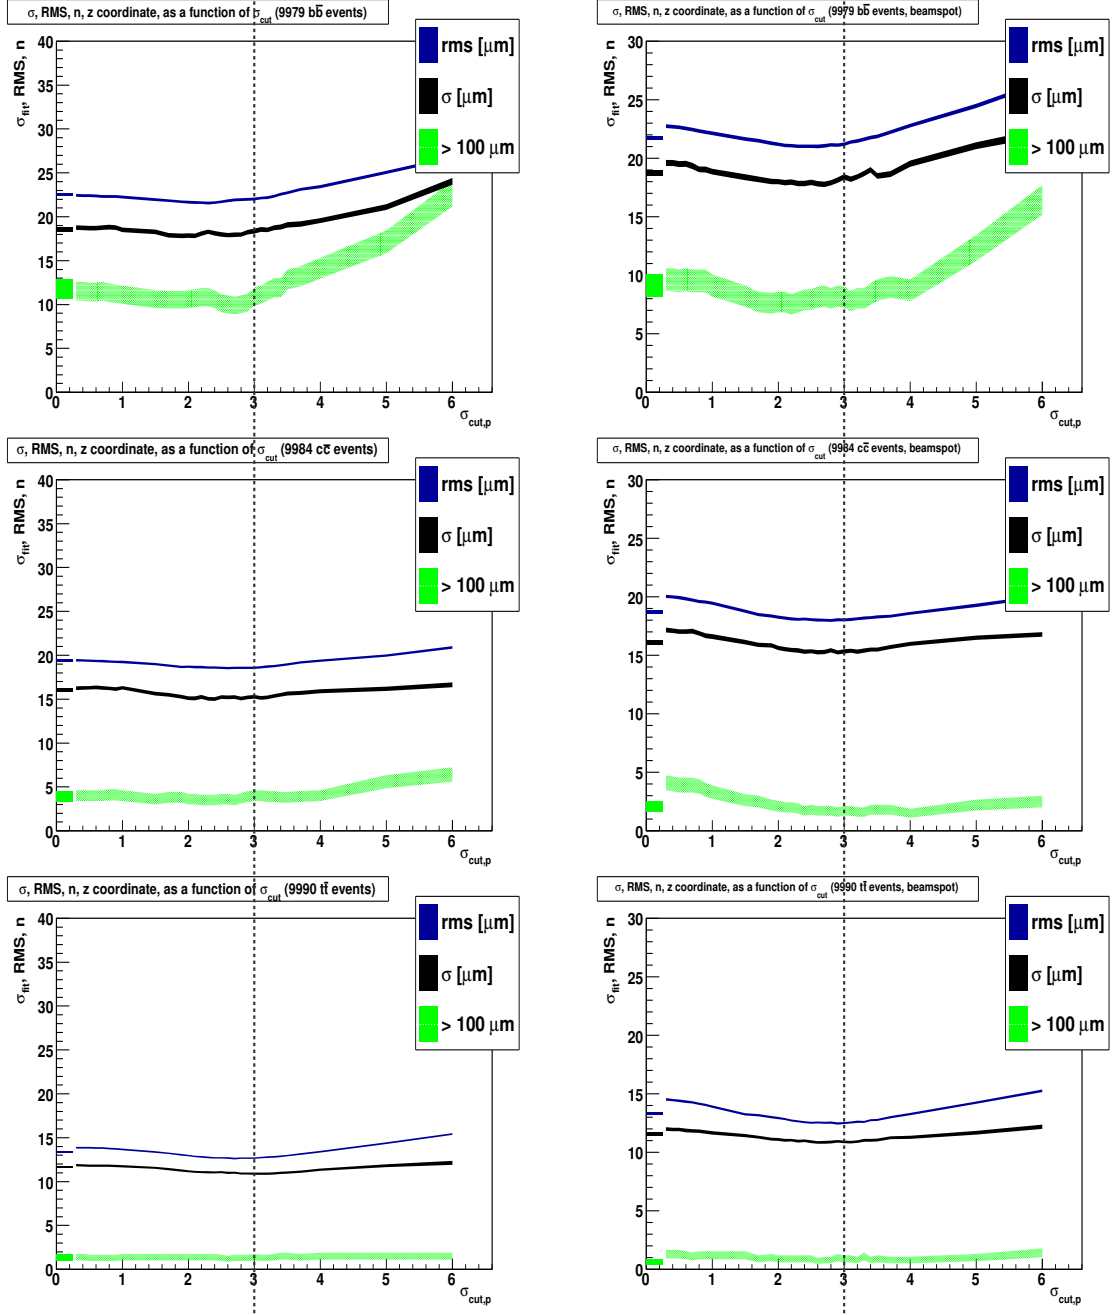 σ, RMS, n, z coordinate, as a function of σcut (9979 bb̄ events)
σfit, RMS, n
40
35
30
25
20
15
10
5
0
0 1 2 3 4 5 6
σcut,p
rms [μm]
σ [μm]
> 100 μm
σ, RMS, n, z coordinate, as a function of σcut (9979 bb̄ events, beamspot)
σfit, RMS, n
30
25
20
15
10
5
0
0 1 2 3 4 5 6
σcut,p
rms [μm]
σ [μm]
> 100 μm
σ, RMS, n, z coordinate, as a function of σcut (9984 cc̄ events)
σfit, RMS, n
40
35
30
25
20
15
10
5
0
0 1 2 3 4 5 6
σcut,p
rms [μm]
σ [μm]
> 100 μm
σ, RMS, n, z coordinate, as a function of σcut (9984 cc̄ events, beamspot)
σfit, RMS, n
30
25
20
15
10
5
0
0 1 2 3 4 5 6
σcut,p
rms [μm]
σ [μm]
> 100 μm
σ, RMS, n, z coordinate, as a function of σcut (9990 tt̄ events)
σfit, RMS, n
40
35
30
25
20
15
10
5
0
0 1 2 3 4 5 6
σcut,p
rms [μm]
σ [μm]
> 100 μm
σ, RMS, n, z coordinate, as a function of σcut (9990 tt̄ events, beamspot)
σfit, RMS, n
30
25
20
15
10
5
0
0 1 2 3 4 5 6
σcut,p
rms [μm]
σ [μm]
> 100 μm